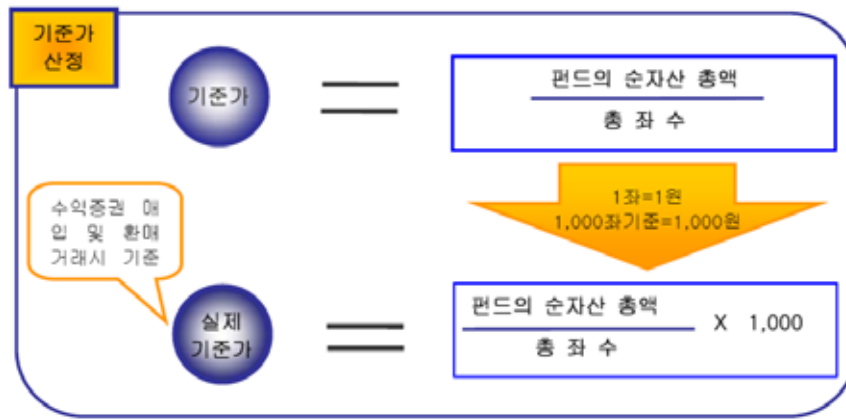 기준가
산정
기준가
펀드의 순자산 총액
총 좌 수
1좌=1원
1,000좌기준=1,000원
수익증권 매
입 및 환매
거래시 기준
실제
기준가
펀드의 순자산 총액
총 좌 수
X 1,000